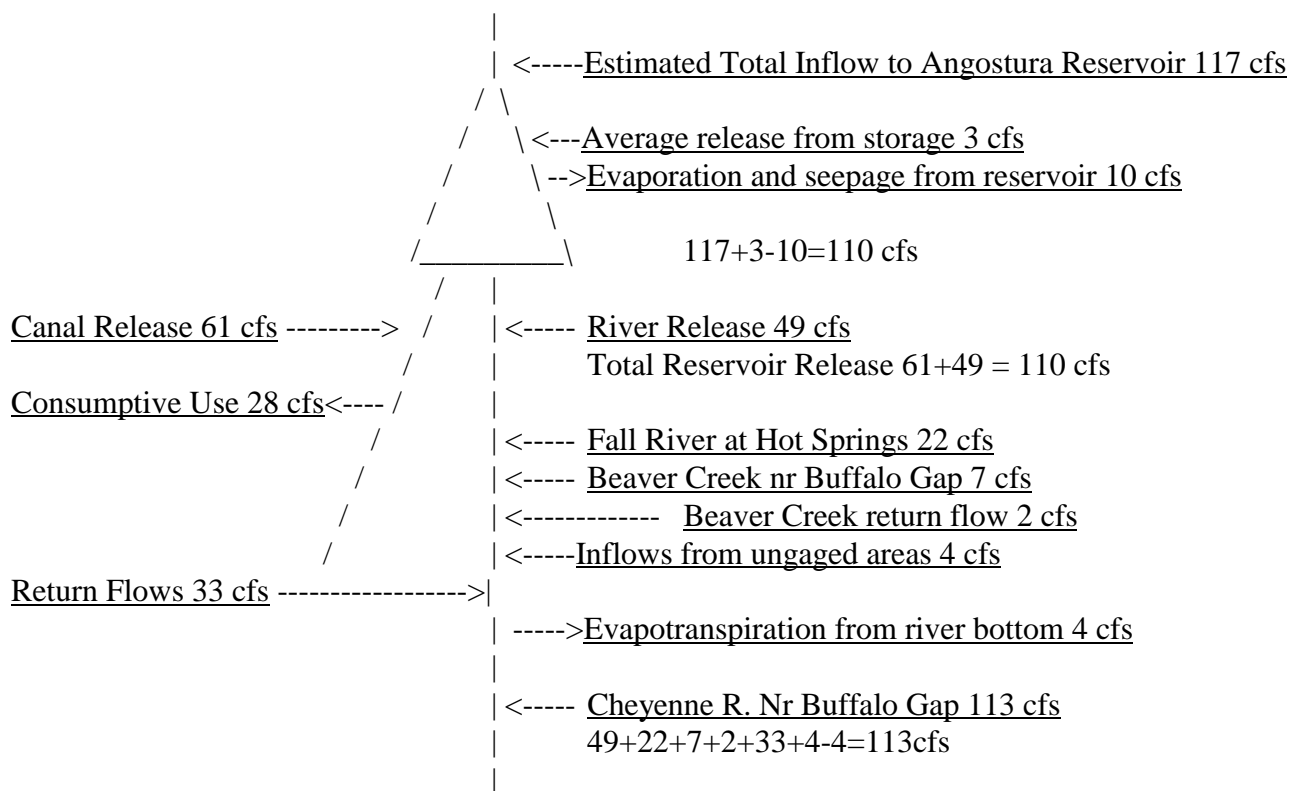 <-----Estimated Total Inflow to Angostura Reservoir 117 cfs
<---Average release from storage 3 cfs
-->Evaporation and seepage from reservoir 10 cfs
117+3-10=110 cfs
Canal Release 61 cfs ---------> <----- River Release 49 cfs
Total Reservoir Release 61+49 = 110 cfs
Consumptive Use 28 cfs<----
<----- Fall River at Hot Springs 22 cfs
<----- Beaver Creek nr Buffalo Gap 7 cfs
<------------- Beaver Creek return flow 2 cfs
<-----Inflows from ungaged areas 4 cfs
Return Flows 33 cfs ------------------>
----->Evapotranspiration from river bottom 4 cfs
<----- Cheyenne R. Nr Buffalo Gap 113 cfs
49+22+7+2+33+4-4=113cfs